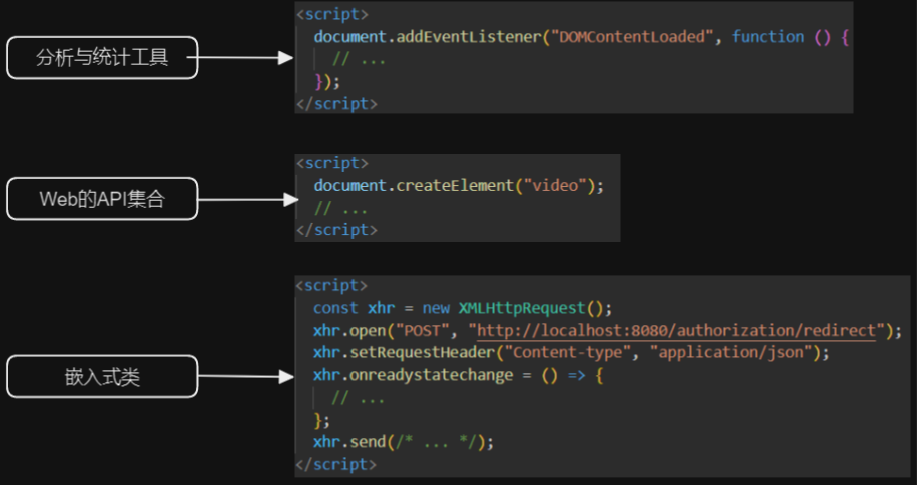 分析与统计工具
<script>
document.addEventListener("DOMContentLoaded", function () {
// ...
});
</script>
Web的API集合
<script>
document.createElement("video");
// ...
</script>
嵌入式类
<script>
const xhr = new XMLHttpRequest();
xhr.open("POST", "http://localhost:8080/authorization/redirect");
xhr.setRequestHeader("Content-type", "application/json");
xhr.onreadystatechange = () => {
// ...
};
xhr.send(/* ... */);
</script>